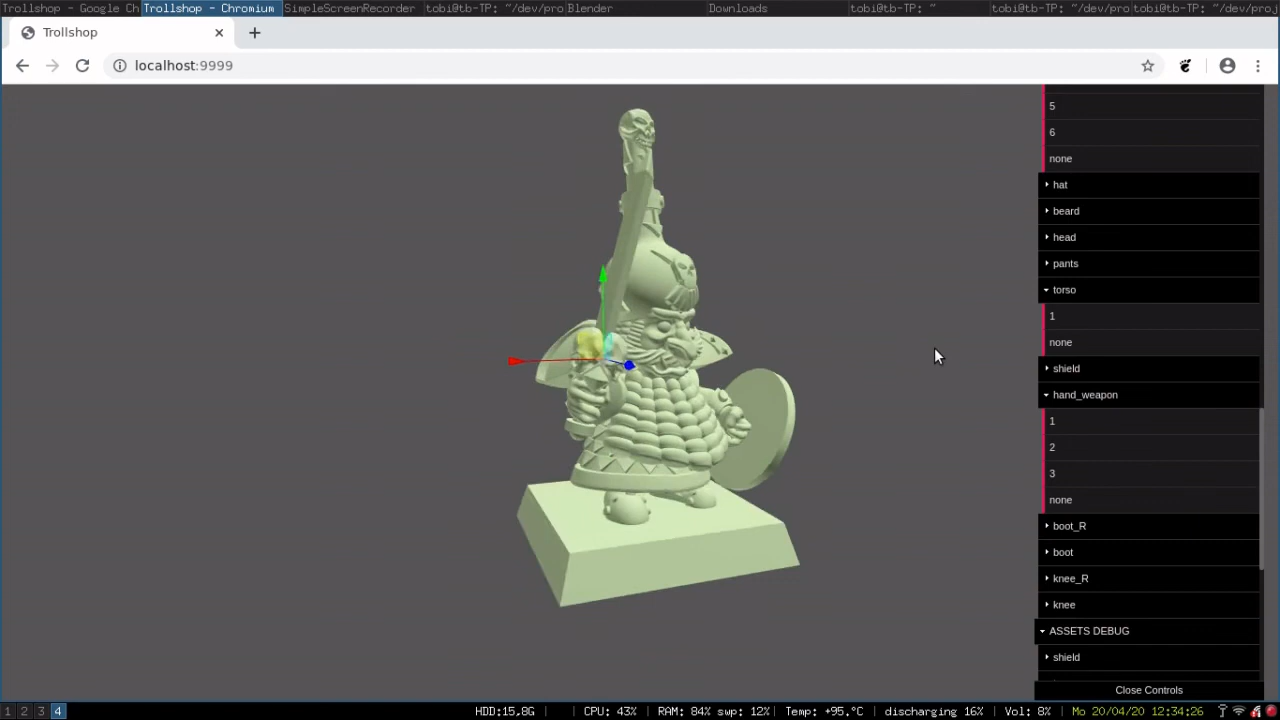 Trollshop - Google Ch Trollshop - Chromium SimpleScreenRecorder tobi@tb-TP: ~/dev/pro Blender Downloads tobi@tb-TP: ~ tobi@tb-TP: ~/dev/pro tobi@tb-TP: ~/dev/proj
Trollshop
localhost:9999
5
6
none
hat
beard
head
pants
torso
1
none
shield
hand_weapon
1
2
3
none
boot_R
boot
knee_R
knee
ASSETS DEBUG
shield
Close Controls
1 2 3 4 HDD:15,8G | CPU: 43% | RAM: 84% swp: 12% | Temp: +95.°C | discharging 16% | Vol: 8% | Mo 20/04/20 12:34:26